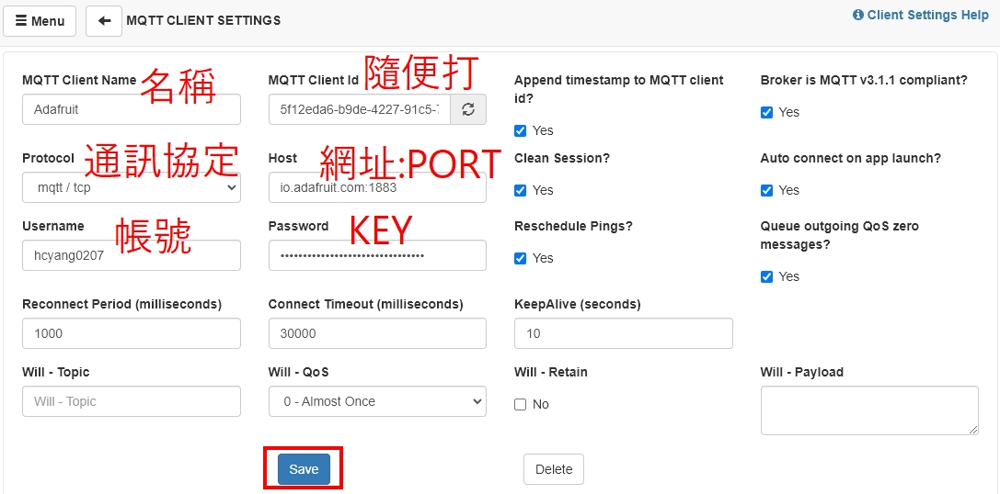 Menu
MQTT CLIENT SETTINGS
Client Settings Help
MQTT Client Name 名稱
Adafruit
MQTT Client Id 隨便打
5f12eda6-b9de-4227-91c5-
Append timestamp to MQTT client
id?
Yes
Broker is MQTT v3.1.1 compliant?
Yes
Protocol 通訊協定
mqtt / tcp
Host 網址:PORT
io.adafruit.com:1883
Clean Session?
Yes
Auto connect on app launch?
Yes
Username 帳號
hcyang0207
Password KEY
Reschedule Pings?
Yes
Queue outgoing QoS zero
messages?
Yes
Reconnect Period (milliseconds)
1000
Connect Timeout (milliseconds)
30000
KeepAlive (seconds)
10
Will - Topic
Will - Topic
Will - QoS
0 - Almost Once
Will - Retain
No
Will - Payload
Save
Delete